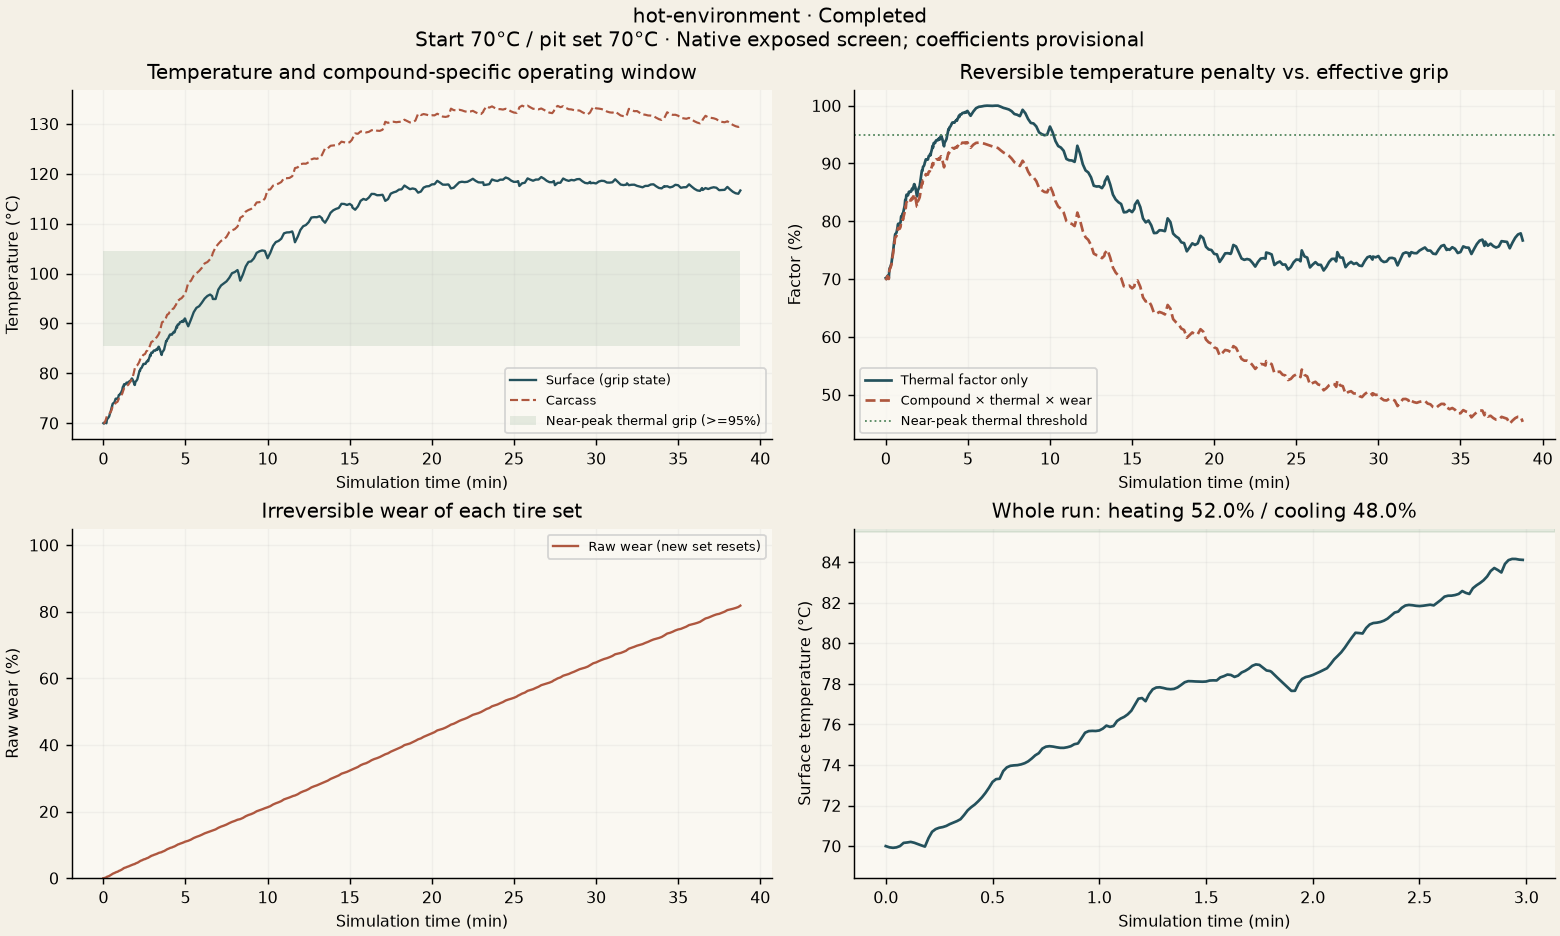 hot-environment · Completed
Start 70°C / pit set 70°C · Native exposed screen; coefficients provisional
Temperature and compound-specific operating window
Temperature (°C)
130
120
110
100
90
80
70
Surface (grip state)
Carcass
Near-peak thermal grip (>=95%)
0 5 10 15 20 25 30 35 40
Simulation time (min)
Reversible temperature penalty vs. effective grip
Factor (%)
100
90
80
70
60
50
Thermal factor only
Compound × thermal × wear
Near-peak thermal threshold
0 5 10 15 20 25 30 35 40
Simulation time (min)
Irreversible wear of each tire set
Raw wear (%)
100
80
60
40
20
0
Raw wear (new set resets)
0 5 10 15 20 25 30 35 40
Simulation time (min)
Whole run: heating 52.0% / cooling 48.0%
Surface temperature (°C)
84
82
80
78
76
74
72
70
0.0 0.5 1.0 1.5 2.0 2.5 3.0
Simulation time (min)